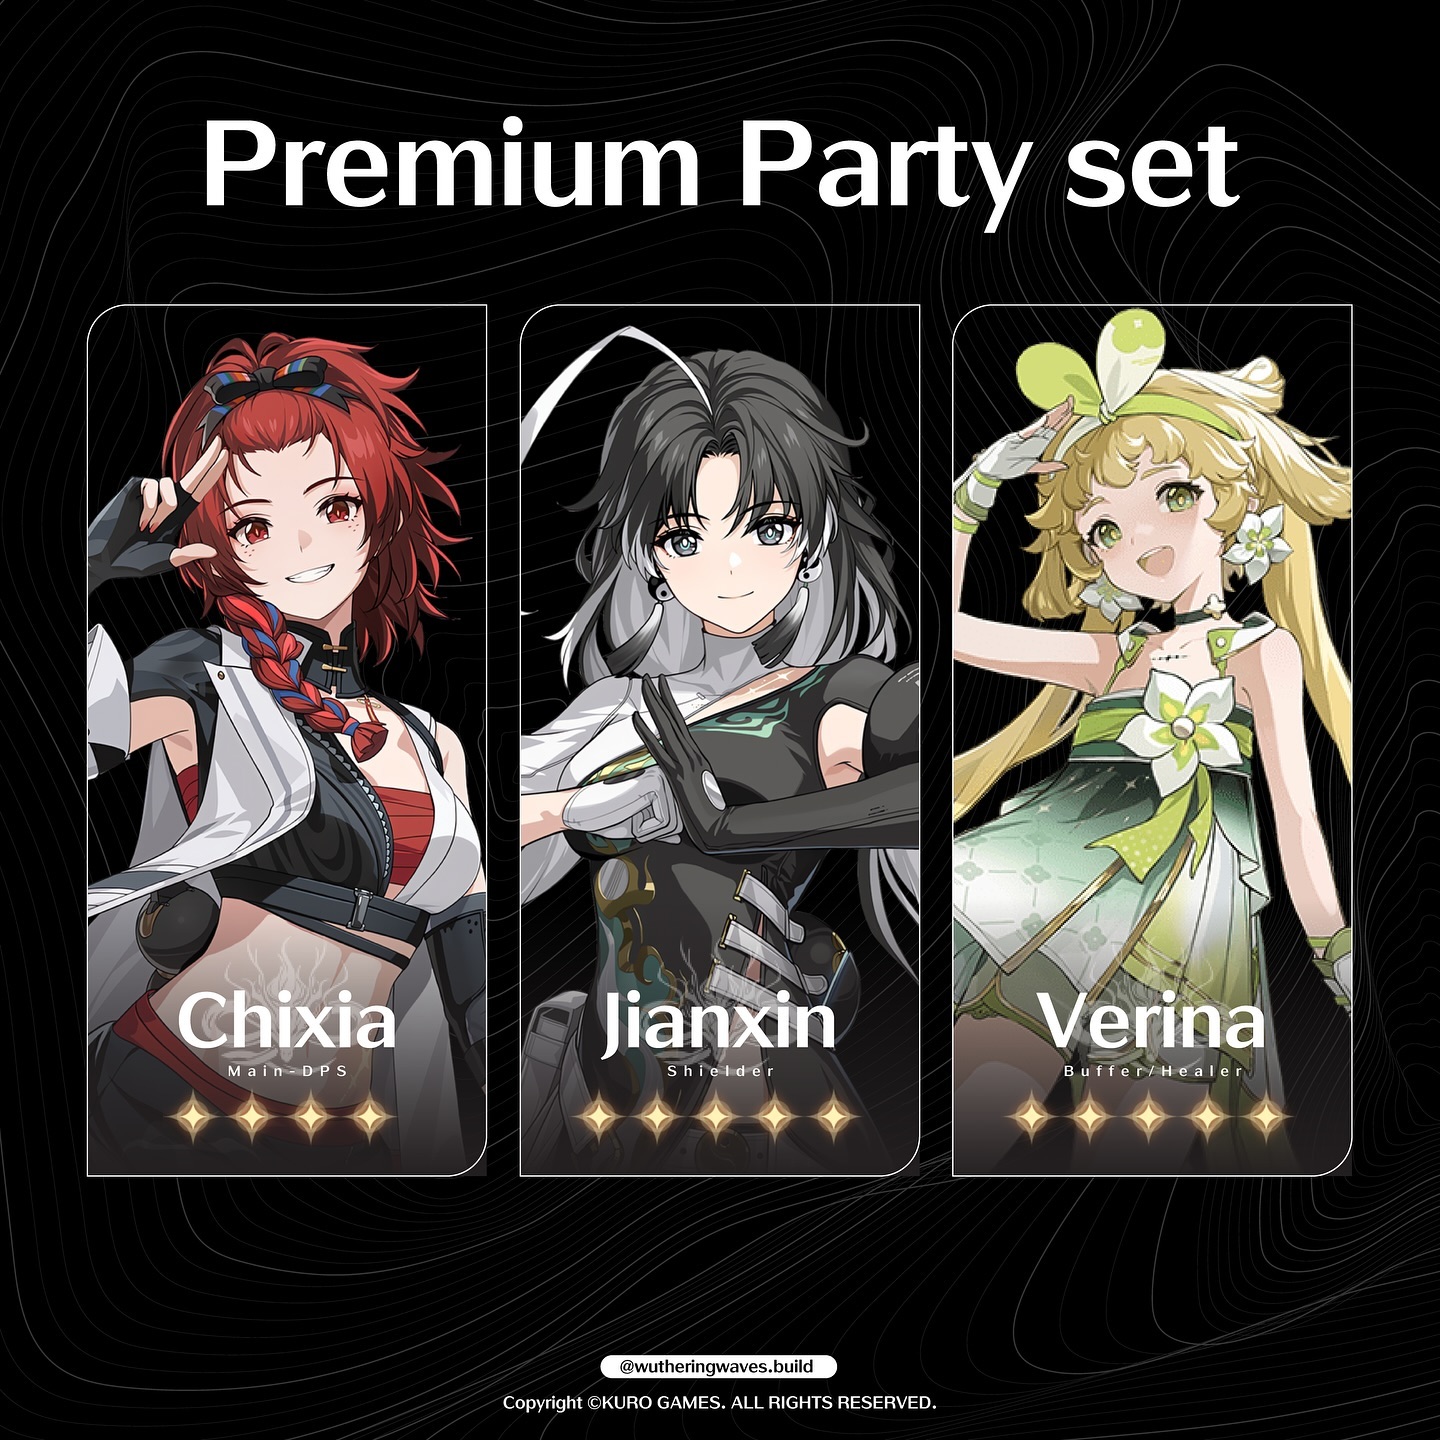 Premium Party set
Chixia
Main-DPS
Jianxin
Shielder
Verina
Buffer/Healer
@wutheringwaves.build
Copyright ©KURO GAMES. ALL RIGHTS RESERVED.